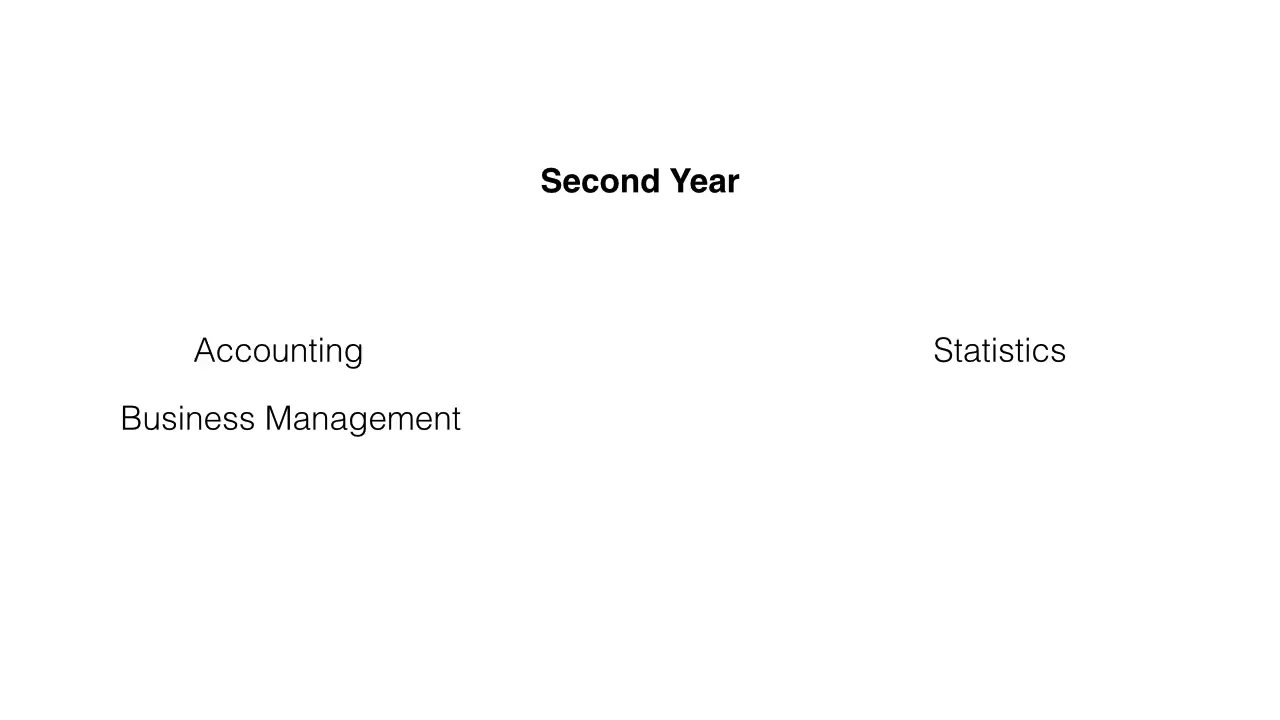 Second Year
Accounting
Statistics
Business Management